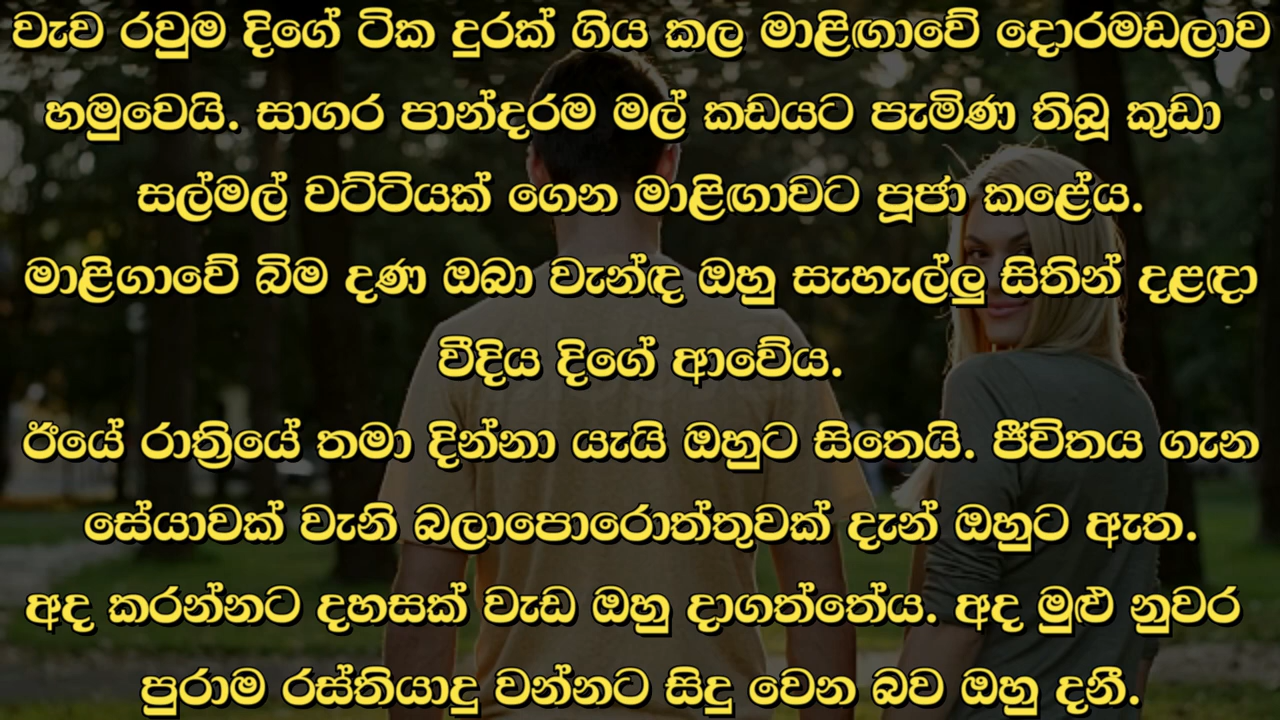 වැව රවුම දිගේ ටික දුරක් ගිය කල මාළිඟාවේ දොරමඩලාව
හමුවෙයි. සාගර පාන්දරම මල් කඩයට පැමිණ තිබූ කුඩා
සල්මල් වට්ටියක් ගෙන මාළිඟාවට පූජා කළේය.
මාළිගාවේ බිම දණ ඔබා වැන්ඳ ඔහු සැහැල්ලු සිතින් දළඳා
වීදිය දිගේ ආවේය.
ඊයේ රාත්‍රියේ තමා දින්නා යැයි ඔහුට සිතෙයි. ජීවිතය ගැන
සේයාවක් වැනි බලාපොරොත්තුවක් දැන් ඔහුට ඇත.
අද කරන්නට දහසක් වැඩ ඔහු දාගත්තේය. අද මුළු නුවර
පුරාම රස්තියාදු වන්නට සිදු වෙන බව ඔහු දනී.